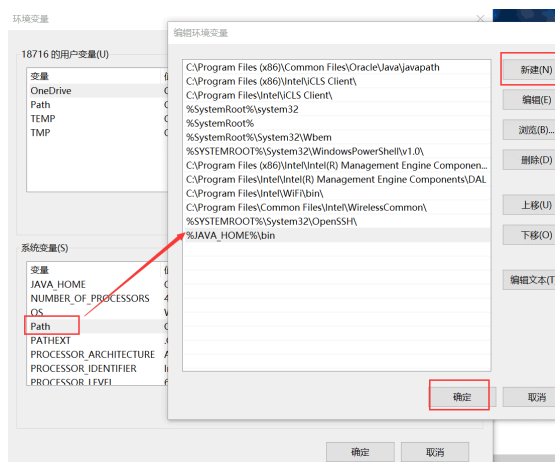 环境变量
18716 的用户变量(U)
变量
OneDrive
Path
TEMP
TMP
系统变量(S)
变量
JAVA_HOME
NUMBER_OF_PROCESSORS 4
OS
Path
PATHEXT
PROCESSOR_ARCHITECTURE
PROCESSOR_IDENTIFIER
PROCESSOR_LEVEL
确定
取消
编辑环境变量
C:\Program Files (x86)\Common Files\Oracle\Java\javapath
C:\Program Files (x86)\Intel\iCLS Client\
C:\Program Files\Intel\iCLS Client\
%SystemRoot%\system32
%SystemRoot%
%SystemRoot%\System32\Wbem
%SYSTEMROOT%\System32\WindowsPowerShell\v1.0\
C:\Program Files (x86)\Intel\Intel(R) Management Engine Componen...
C:\Program Files\Intel\Intel(R) Management Engine Components\DAL
C:\Program Files\Intel\WiFi\bin\
C:\Program Files\Common Files\Intel\WirelessCommon\
%SYSTEMROOT%\System32\OpenSSH\
%JAVA_HOME%\bin
新建(N)
编辑(E)
浏览(B)...
删除(D)
上移(U)
下移(O)
编辑文本(T
确定
取消